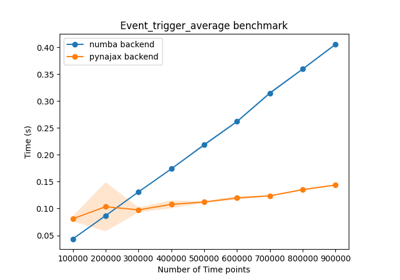 Event_trigger_average benchmark
numba backend
pynajax backend
0.40
0.35
0.30
0.25
0.20
0.15
0.10
0.05
Time (s)
100000 200000 300000 400000 500000 600000 700000 800000 900000
Number of Time points